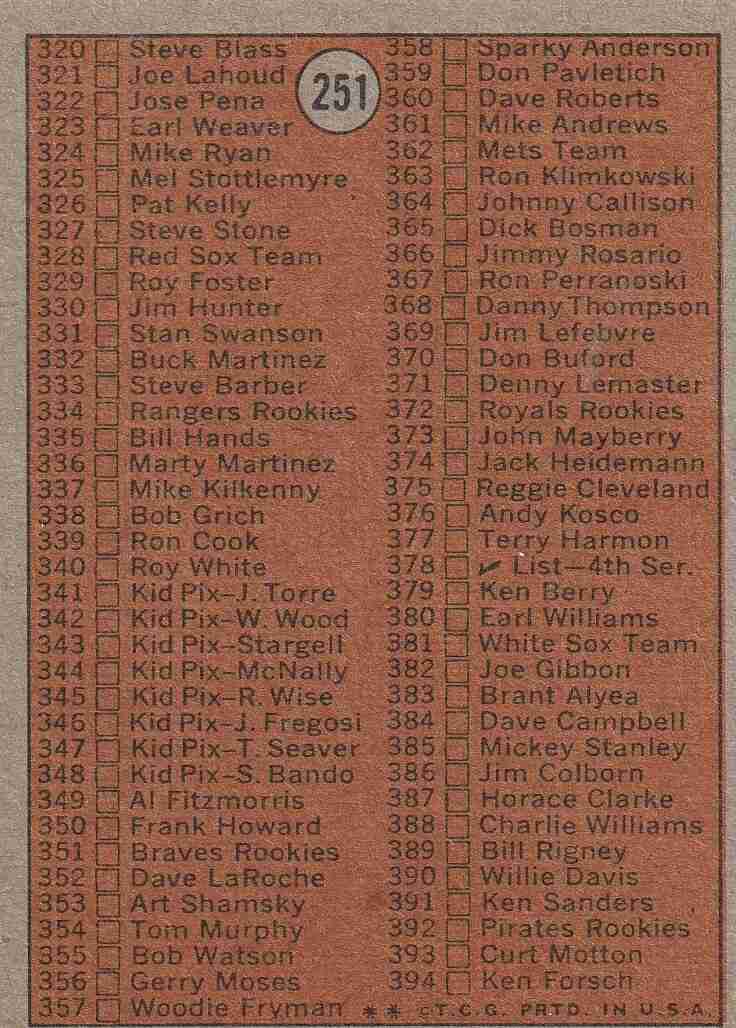 251
320 Steve Blass
321 Joe Lahoud
322 Jose Pena
323 Earl Weaver
324 Mike Ryan
325 Mel Stottlemyre
326 Pat Kelly
327 Steve Stone
328 Red Sox Team
329 Roy Foster
330 Jim Hunter
331 Stan Swanson
332 Buck Martinez
333 Steve Barber
334 Rangers Rookies
335 Bill Hands
336 Marty Martinez
337 Mike Kilkenny
338 Bob Grich
339 Ron Cook
340 Roy White
341 Kid Pix–J. Torre
342 Kid Pix–W. Wood
343 Kid Pix–Stargell
344 Kid Pix–McNally
345 Kid Pix–R. Wise
346 Kid Pix–J. Fregosi
347 Kid Pix–T. Seaver
348 Kid Pix–S. Bando
349 Al Fitzmorris
350 Frank Howard
351 Braves Rookies
352 Dave LaRoche
353 Art Shamsky
354 Tom Murphy
355 Bob Watson
356 Gerry Moses
357 Woodie Fryman
358 Sparky Anderson
359 Don Pavletich
360 Dave Roberts
361 Mike Andrews
362 Mets Team
363 Ron Klimkowski
364 Johnny Callison
365 Dick Bosman
366 Jimmy Rosario
367 Ron Perranoski
368 Danny Thompson
369 Jim Lefebvre
370 Don Buford
371 Denny Lemaster
372 Royals Rookies
373 John Mayberry
374 Jack Heidemann
375 Reggie Cleveland
376 Andy Kosco
377 Terry Harmon
378 ✓ List–4th Ser.
379 Ken Berry
380 Earl Williams
381 White Sox Team
382 Joe Gibbon
383 Brant Alyea
384 Dave Campbell
385 Mickey Stanley
386 Jim Colborn
387 Horace Clarke
388 Charlie Williams
389 Bill Rigney
390 Willie Davis
391 Ken Sanders
392 Pirates Rookies
393 Curt Motton
394 Ken Forsch
* * ©T.C.G. PRTD. IN U.S.A.